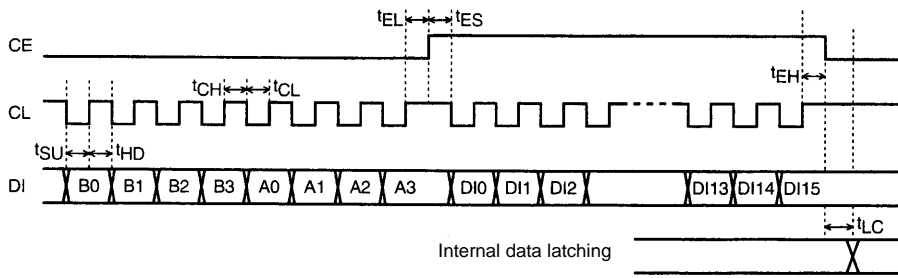 tEL tES
CE
tEH
tCH tCL
CL
tSU tHD
DI B0 B1 B2 B3 A0 A1 A2 A3 DI0 DI1 DI2 DI13 DI14 DI15
tLC
Internal data latching